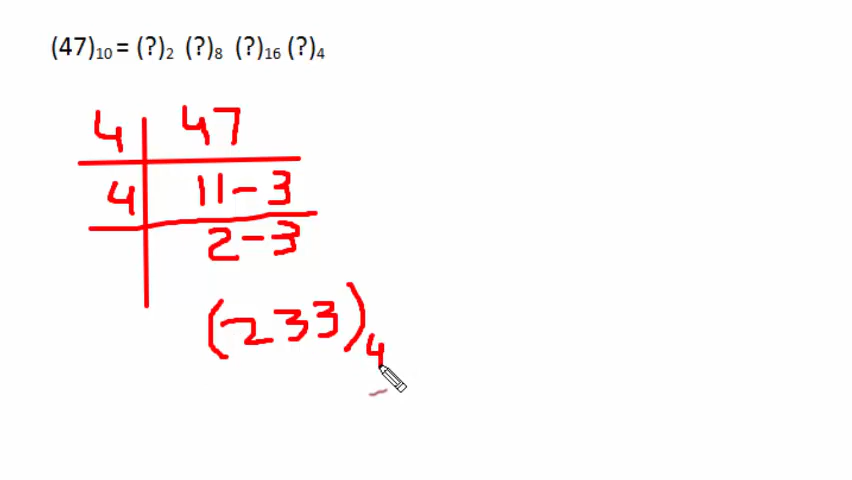 (47)₁₀ = (?)₂ (?)₈ (?)₁₆ (?)₄
4 47
4 11-3
2-3
(233)₄